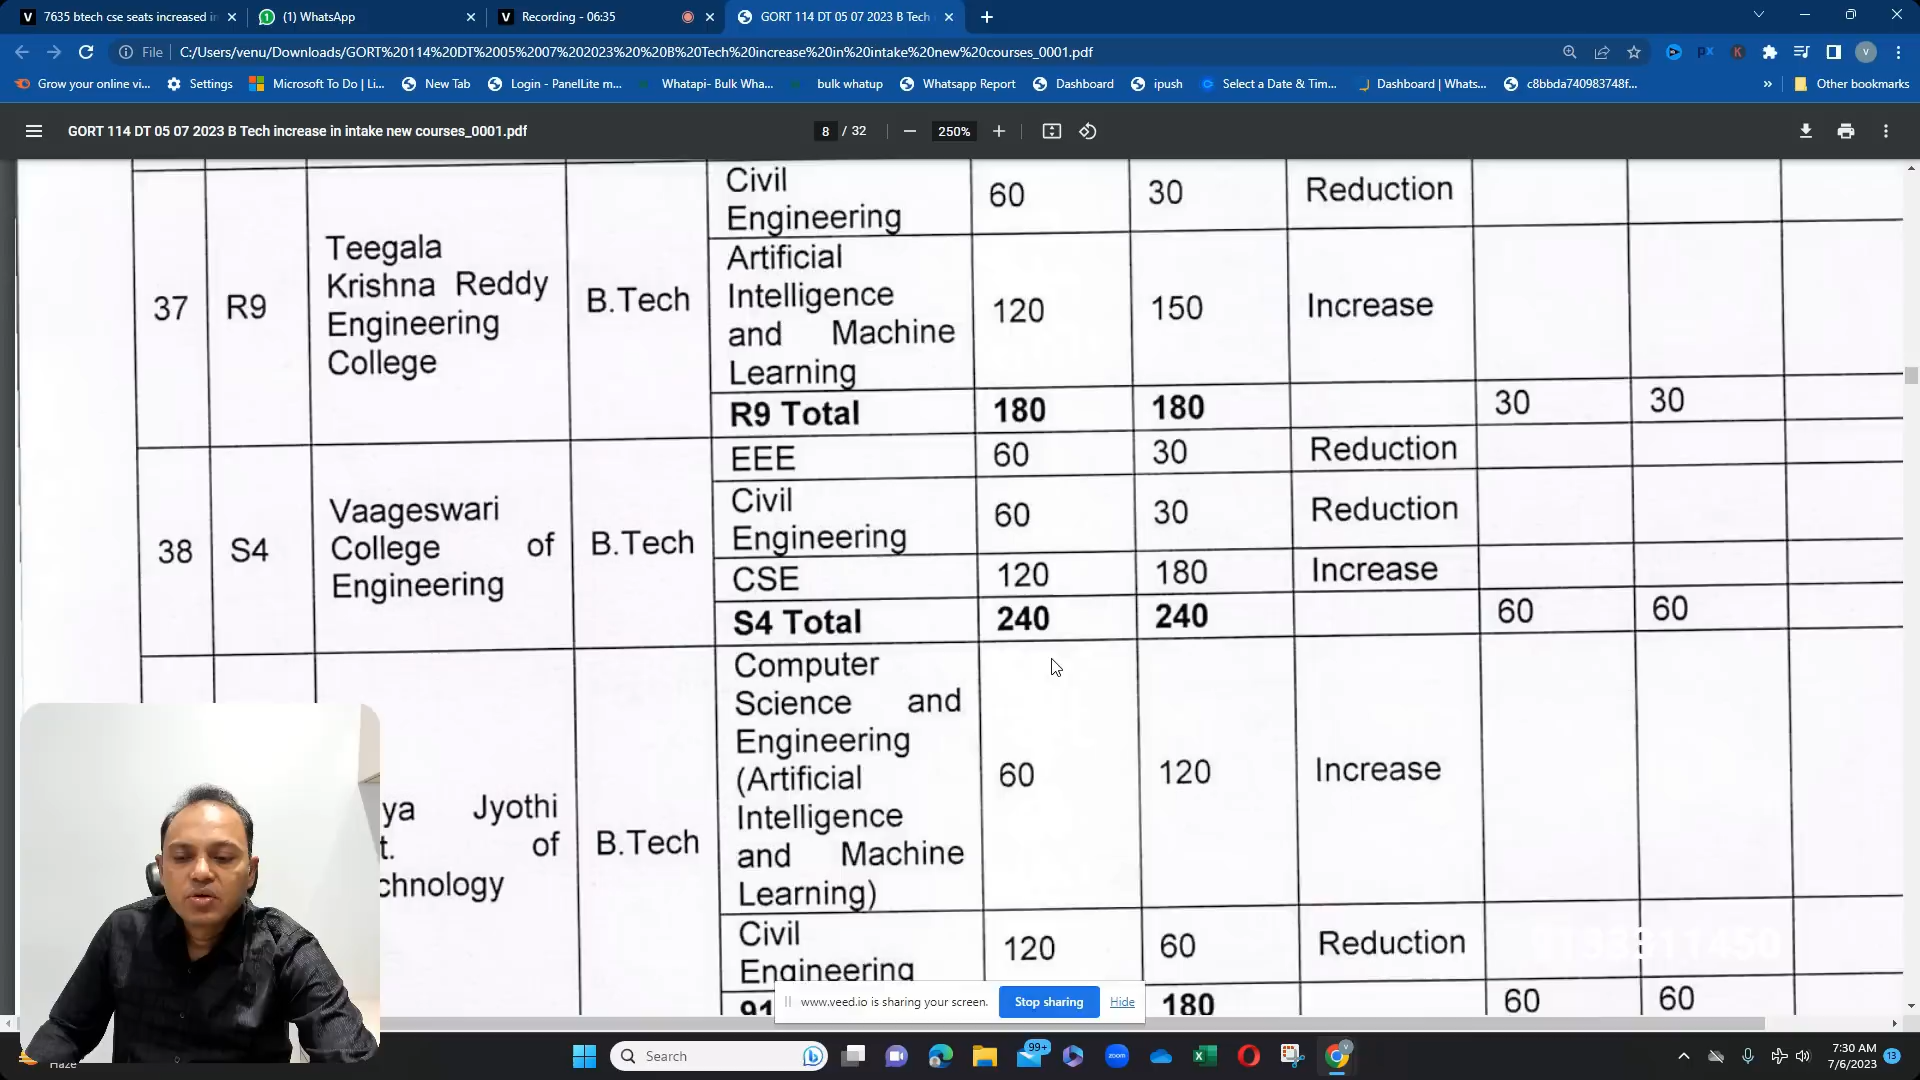 7635 btech cse seats increased in
(1) WhatsApp
Recording - 06:35
GORT 114 DT 05 07 2023 B Tech
File
C:/Users/venu/Downloads/GORT%20114%20DT%2005%2007%202023%20%20B%20Tech%20increase%20in%20intake%20new%20courses_0001.pdf
Grow your online vi...
Settings
Microsoft To Do | Li...
New Tab
Login - PanelLite m...
Whatapi- Bulk Wha...
bulk whatup
Whatsapp Report
Dashboard
ipush
Select a Date & Tim...
Dashboard | Whats...
c8bbda740983748f...
Other bookmarks
GORT 114 DT 05 07 2023 B Tech increase in intake new courses_0001.pdf
8 / 32
250%
37
R9
Teegala
Krishna Reddy
Engineering
College
B.Tech
Civil
Engineering
60
30
Reduction
Artificial
Intelligence
and Machine
Learning
120
150
Increase
R9 Total
180
180
30
30
38
S4
Vaageswari
College of
Engineering
B.Tech
EEE
60
30
Reduction
Civil
Engineering
60
30
Reduction
CSE
120
180
Increase
S4 Total
240
240
60
60
ya Jyothi
t. of
chnology
B.Tech
Computer
Science and
Engineering
(Artificial
Intelligence
and Machine
Learning)
60
120
Increase
Civil
Engineering
120
60
Reduction
91
180
60
60
www.veed.io is sharing your screen.
Stop sharing
Hide
Haze
Search
99+
zoom
7:30 AM
7/6/2023
13